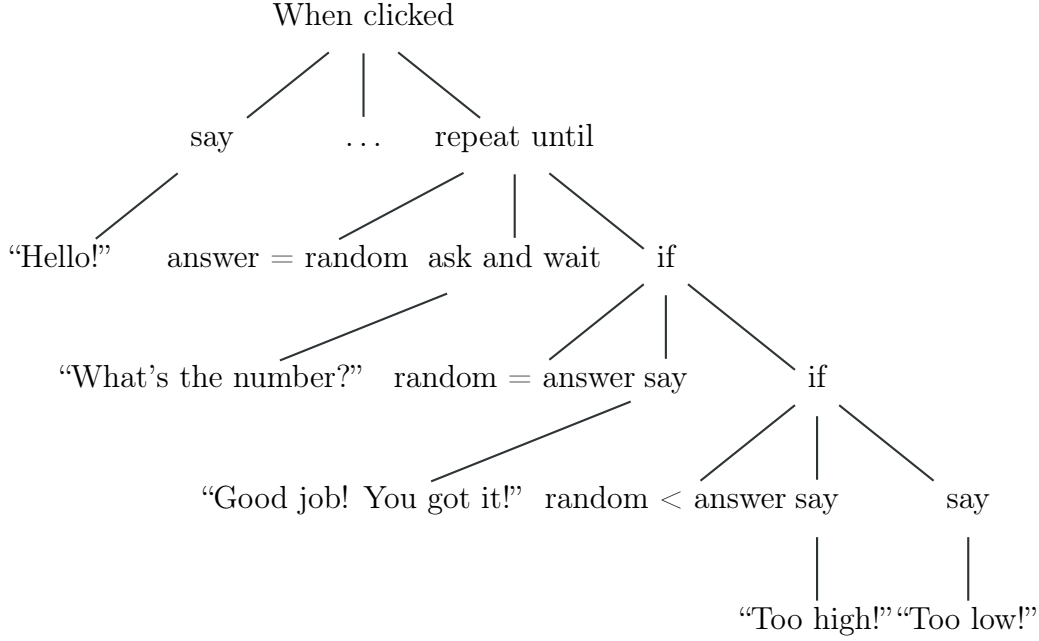 When clicked
say … repeat until
“Hello!” answer = random ask and wait if
“What's the number?” random = answer say if
“Good job! You got it!” random < answer say say
“Too high!” “Too low!”